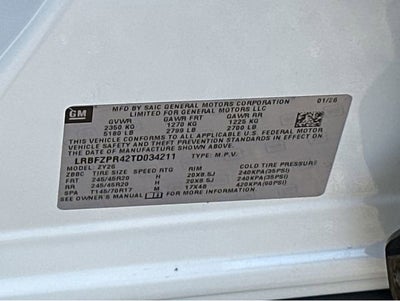 GM
MFD BY SAIC GENERAL MOTORS CORPORATION 01/26
LIMITED FOR GENERAL MOTORS LLC
GVWR GAWR FRT GAWR RR
2350 KG 1270 KG 1225 KG
5180 LB 2799 LB 2700 LB
THIS VEHICLE CONFORMS TO ALL APPLICABLE U.S. FEDERAL MOTOR
VEHICLE SAFETY AND THEFT PREVENTION STANDARDS IN EFFECT ON
THE DATE OF MANUFACTURE SHOWN ABOVE.
LRBFZPR42TD034211 TYPE: M.P.V.
MODEL: ZY26
ZBBC TIRE SIZE SPEED RTG RIM COLD TIRE PRESSURE
FRT 245/45R20 H 20X8.5J 240KPA(35PSI)
RR 245/45R20 H 20X8.5J 240KPA(35PSI)
SPA T145/70R17 M 17X4B 420KPA(60PSI)
SEE OWNER'S MANUAL FOR MORE INFORMATION.